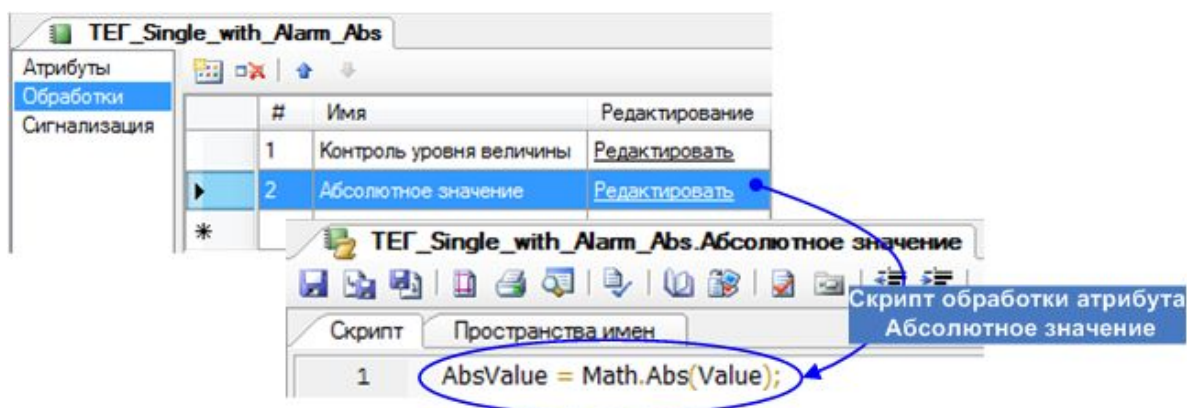 ТЕГ_Single_with_Alarm_Abs
Атрибуты
Обработки
Сигнализация
# Имя Редактирование
1 Контроль уровня величины Редактировать
2 Абсолютное значение Редактировать
ТЕГ_Single_with_Alarm_Abs.Абсолютное значение
Скрипт обработки атрибута
Абсолютное значение
Скрипт Пространства имен
1 AbsValue = Math.Abs(Value);